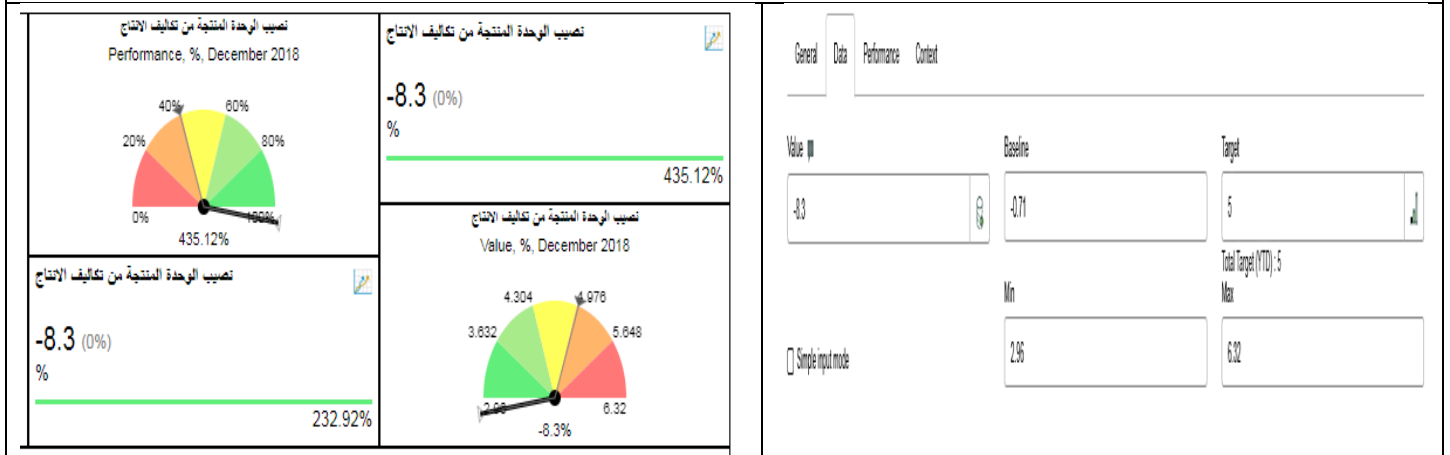 نصيب الوحدة المنتجة من تكاليف الانتاج
Performance, %, December 2018
0%
20%
40%
60%
80%
100%
435.12%
نصيب الوحدة المنتجة من تكاليف الانتاج
-8.3 (0%)
%
435.12%
نصيب الوحدة المنتجة من تكاليف الانتاج
-8.3 (0%)
%
232.92%
نصيب الوحدة المنتجة من تكاليف الانتاج
Value, %, December 2018
2.96
3.632
4.304
4.976
5.648
6.32
-8.3%
General Data Performance Context
Value Baseline Target
-8.3 -0.71 5
Total Target (YTD) : 5
Min Max
Simple input mode 2.96 6.32